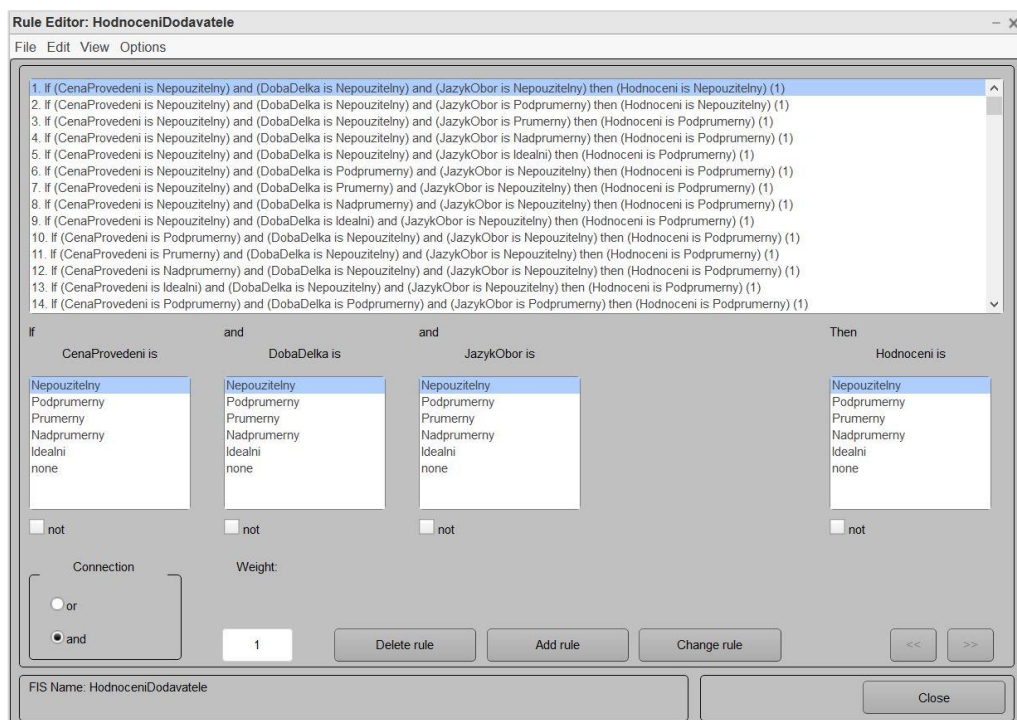 Rule Editor: HodnoceniDodavatele
File Edit View Options
1. If (CenaProvedeni is Nepouzitelny) and (DobaDelka is Nepouzitelny) and (JazykObor is Nepouzitelny) then (Hodnoceni is Nepouzitelny) (1)
2. If (CenaProvedeni is Nepouzitelny) and (DobaDelka is Nepouzitelny) and (JazykObor is Podprumerny) then (Hodnoceni is Nepouzitelny) (1)
3. If (CenaProvedeni is Nepouzitelny) and (DobaDelka is Nepouzitelny) and (JazykObor is Prumerny) then (Hodnoceni is Podprumerny) (1)
4. If (CenaProvedeni is Nepouzitelny) and (DobaDelka is Nepouzitelny) and (JazykObor is Nadprumerny) then (Hodnoceni is Podprumerny) (1)
5. If (CenaProvedeni is Nepouzitelny) and (DobaDelka is Nepouzitelny) and (JazykObor is Idealni) then (Hodnoceni is Podprumerny) (1)
6. If (CenaProvedeni is Nepouzitelny) and (DobaDelka is Podprumerny) and (JazykObor is Nepouzitelny) then (Hodnoceni is Podprumerny) (1)
7. If (CenaProvedeni is Nepouzitelny) and (DobaDelka is Prumerny) and (JazykObor is Nepouzitelny) then (Hodnoceni is Podprumerny) (1)
8. If (CenaProvedeni is Nepouzitelny) and (DobaDelka is Nadprumerny) and (JazykObor is Nepouzitelny) then (Hodnoceni is Podprumerny) (1)
9. If (CenaProvedeni is Nepouzitelny) and (DobaDelka is Idealni) and (JazykObor is Nepouzitelny) then (Hodnoceni is Podprumerny) (1)
10. If (CenaProvedeni is Podprumerny) and (DobaDelka is Nepouzitelny) and (JazykObor is Nepouzitelny) then (Hodnoceni is Podprumerny) (1)
11. If (CenaProvedeni is Prumerny) and (DobaDelka is Nepouzitelny) and (JazykObor is Nepouzitelny) then (Hodnoceni is Podprumerny) (1)
12. If (CenaProvedeni is Nadprumerny) and (DobaDelka is Nepouzitelny) and (JazykObor is Nepouzitelny) then (Hodnoceni is Podprumerny) (1)
13. If (CenaProvedeni is Idealni) and (DobaDelka is Nepouzitelny) and (JazykObor is Nepouzitelny) then (Hodnoceni is Podprumerny) (1)
14. If (CenaProvedeni is Podprumerny) and (DobaDelka is Podprumerny) and (JazykObor is Podprumerny) then (Hodnoceni is Podprumerny) (1)
If and and Then
CenaProvedeni is DobaDelka is JazykObor is Hodnoceni is
Nepouzitelny Nepouzitelny Nepouzitelny Nepouzitelny
Podprumerny Podprumerny Podprumerny Podprumerny
Prumerny Prumerny Prumerny Prumerny
Nadprumerny Nadprumerny Nadprumerny Nadprumerny
Idealni Idealni Idealni Idealni
none none none none
not not not not
Connection Weight:
or
and 1 Delete rule Add rule Change rule << >>
FIS Name: HodnoceniDodavatele Close